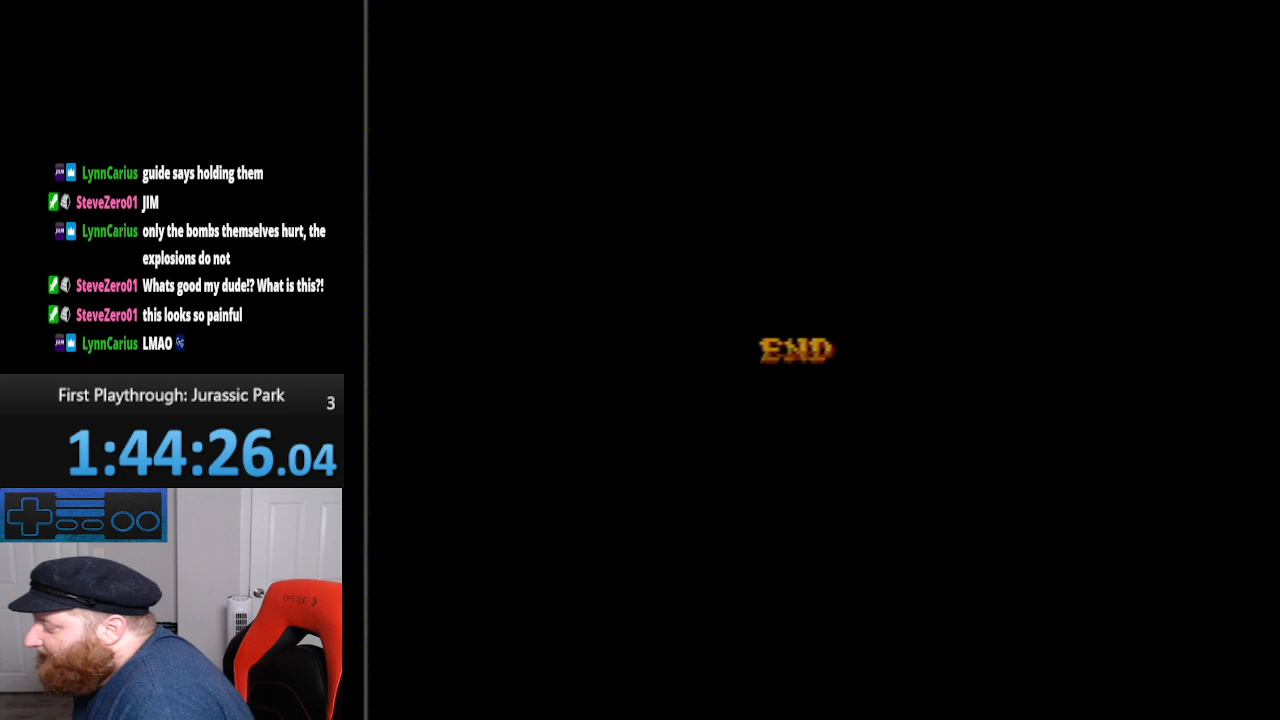 LynnCarius guide says holding them
SteveZero01 JIM
LynnCarius only the bombs themselves hurt, the
explosions do not
SteveZero01 Whats good my dude!? What is this?!
SteveZero01 this looks so painful
LynnCarius LMAO
First Playthrough: Jurassic Park
3
1:44:26.04
END